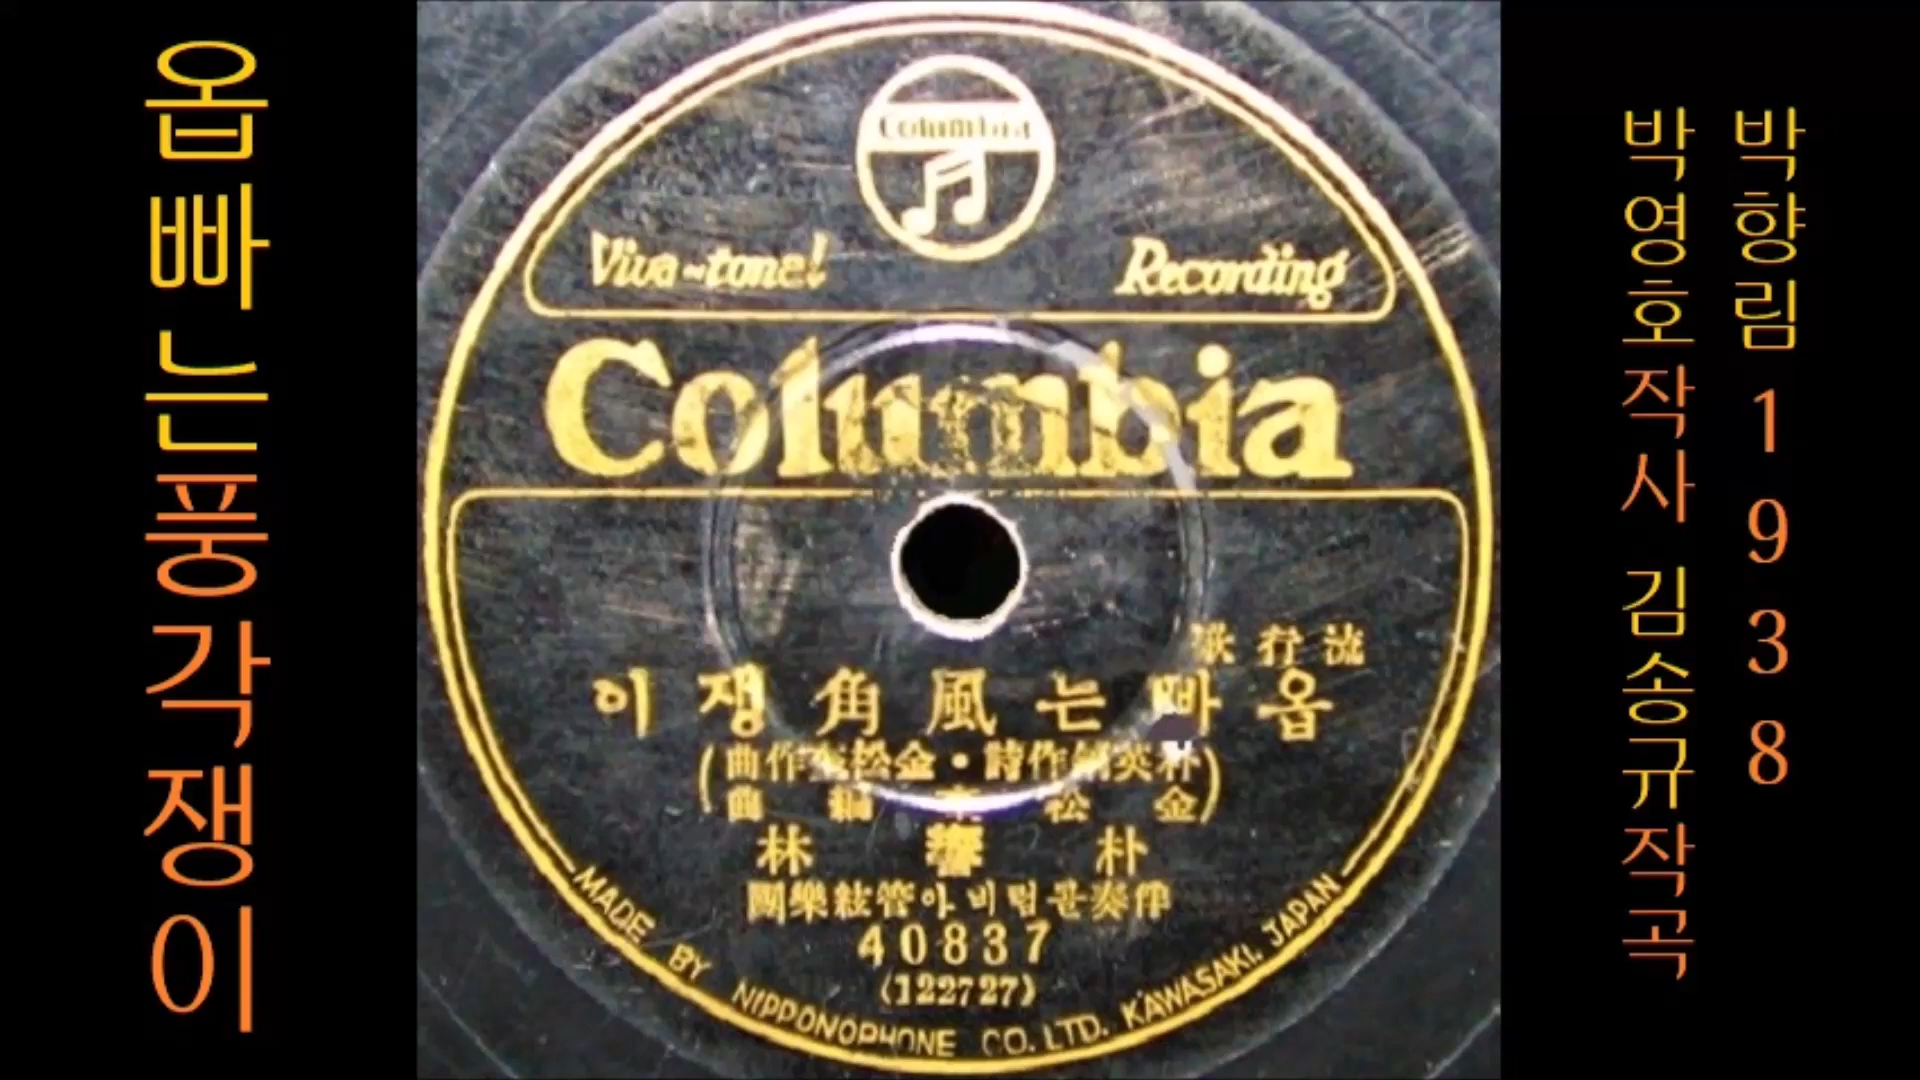 옵빠는풍각쟁이
Columbia
Viva-tonal Recording
Columbia
流行歌
옵빠는風角쟁이
(朴英鎬作詩·金松奎作曲)
金松奎編曲
朴響林
伴奏콜럼비아管絃樂團
40837
(122727)
MADE BY NIPPONOPHONE CO. LTD. KAWASAKI, JAPAN
박향림 1938
박영호작사 김송규작곡